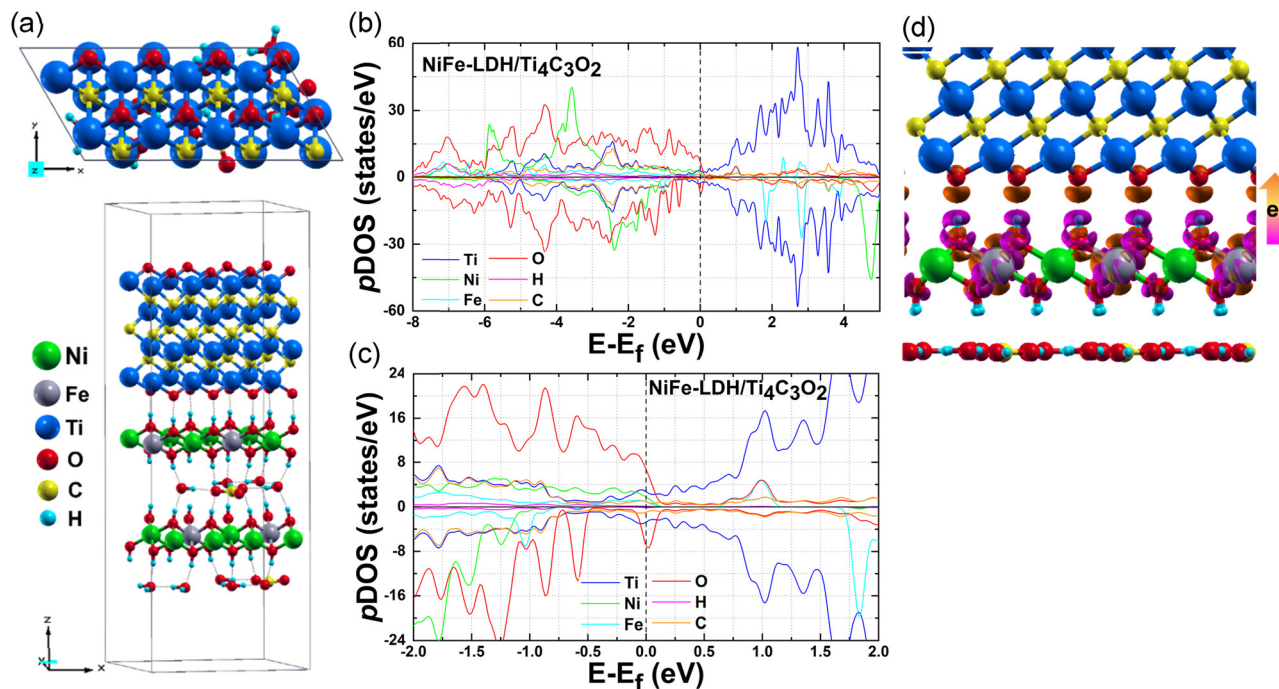 (a)
y
z
x
Ni
Fe
Ti
O
C
H
z
Y
x
(b)
NiFe-LDH/Ti4C3O2
pDOS (states/eV)
60
30
0
-30
-60
Ti
Ni
Fe
O
H
C
-8
-6
-4
-2
0
2
4
E-Ef (eV)
(c)
NiFe-LDH/Ti4C3O2
pDOS (states/eV)
24
16
8
0
-8
-16
-24
Ti
Ni
Fe
O
H
C
-2.0
-1.5
-1.0
-0.5
0.0
0.5
1.0
1.5
2.0
E-Ef (eV)
(d)
e